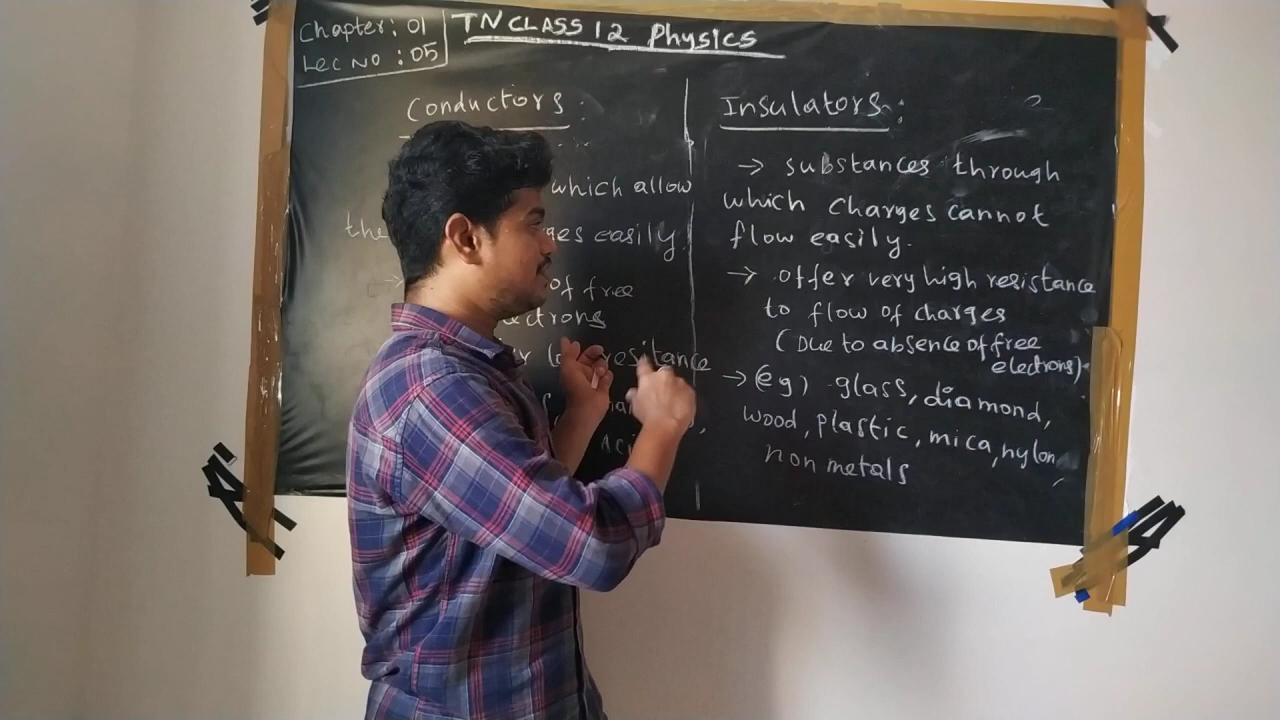 Chapter: 01
Lec No : 05
TN CLASS 12 Physics
Conductors :
which allow
the
es easily.
of free
resistance
Insulators :
→ substances through
which charges cannot
flow easily.
→ offer very high resistance
to flow of charges
(Due to absence of free
electrons).
→ (eg) glass, diamond,
wood, plastic, mica, nylon,
non metals